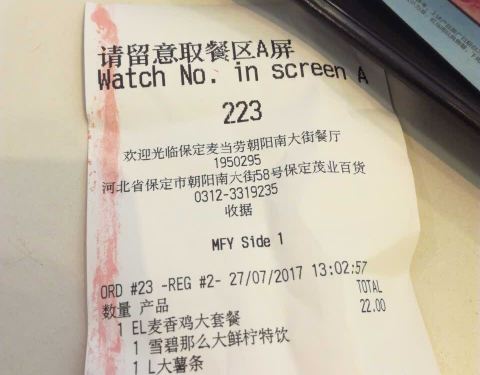 请留意取餐区A屏
Watch No. in screen A
223
欢迎光临保定麦当劳朝阳南大街餐厅
1950295
河北省保定市朝阳南大街58号保定茂业百货
0312-3319235
收据
MFY Side 1
ORD #23 -REG #2- 27/07/2017 13:02:57
数量 产品 TOTAL
1 EL麦香鸡大套餐 22.00
1 雪碧那么大鲜柠特饮
1 L大薯条